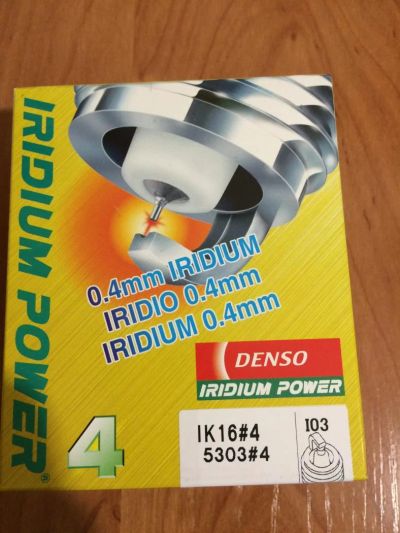 IRIDIUM POWER®
0.4mm IRIDIUM
IRIDIO 0.4mm
IRIDIUM 0.4mm
DENSO
IRIDIUM POWER
4
IK16#4
5303#4
I03